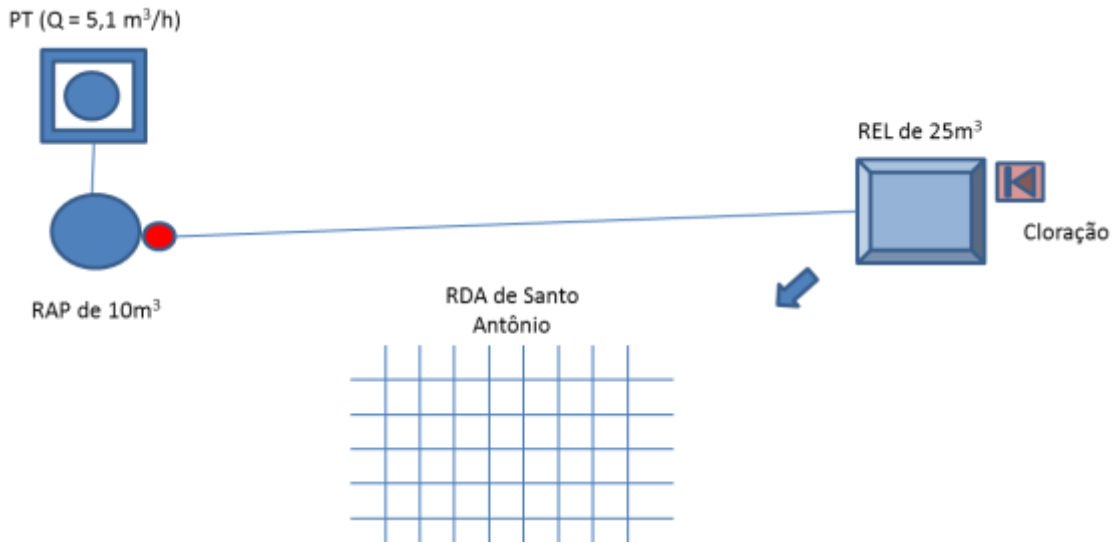 PT (Q = 5,1 m³/h)
REL de 25m³
Cloração
RAP de 10m³
RDA de Santo
Antônio